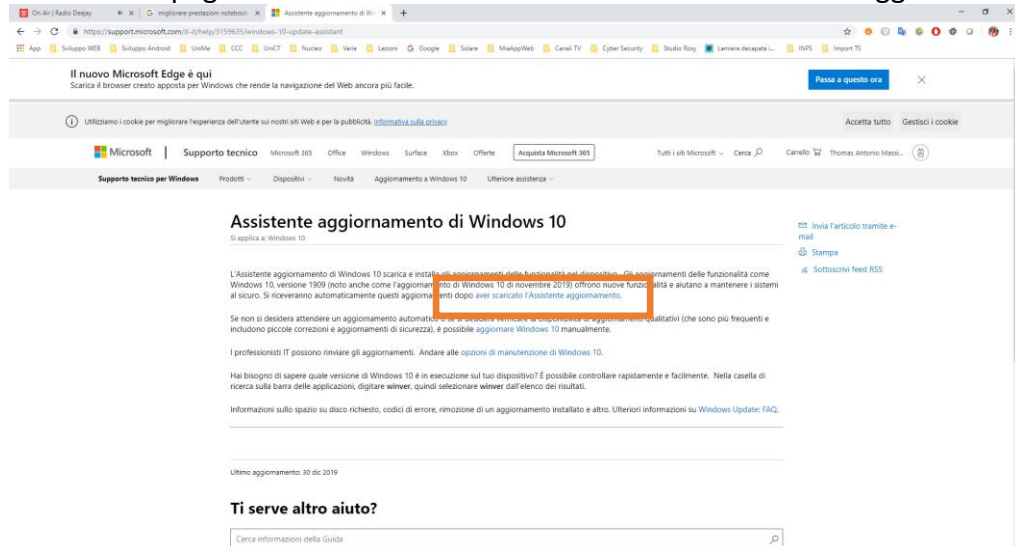 On Air | Radio Deejay
migliorare prestazioni notebook
Assistente aggiornamento di Win
https://support.microsoft.com/it-it/help/3159635/windows-10-update-assistant
App Sviluppo WEB Sviluppo Android UniMe CCC UniCT Nucleo Varie Lezioni Google Solare MiaAppWeb Canali TV Cyber Security Studio Rosy Lamiera decapata i... INPS Import TS
Il nuovo Microsoft Edge è qui
Scarica il browser creato apposta per Windows che rende la navigazione del Web ancora più facile.
Passa a questo ora
Utilizziamo i cookie per migliorare l'esperienza dell'utente sui nostri siti Web e per la pubblicità. Informativa sulla privacy
Accetta tutto Gestisci i cookie
Microsoft Supporto tecnico Microsoft 365 Office Windows Surface Xbox Offerte Acquista Microsoft 365 Tutti i siti Microsoft Cerca Carrello Thomas Antonio Massi...
Supporto tecnico per Windows Prodotti Dispositivi Novità Aggiornamento a Windows 10 Ulteriore assistenza
Assistente aggiornamento di Windows 10
Si applica a: Windows 10
Invia l'articolo tramite e-
mail
Stampa
Sottoscrivi feed RSS
L'Assistente aggiornamento di Windows 10 scarica e installa gli aggiornamenti delle funzionalità nel dispositivo. Gli aggiornamenti delle funzionalità come
Windows 10, versione 1909 (noto anche come l'aggiornamento di Windows 10 di novembre 2019) offrono nuove funzionalità e aiutano a mantenere i sistemi
al sicuro. Si riceveranno automaticamente questi aggiornamenti dopo aver scaricato l'Assistente aggiornamento.
Se non si desidera attendere un aggiornamento automatico o se si desidera verificare la disponibilità di aggiornamenti qualitativi (che sono più frequenti e
includono piccole correzioni e aggiornamenti di sicurezza), è possibile aggiornare Windows 10 manualmente.
I professionisti IT possono rinviare gli aggiornamenti. Andare alle opzioni di manutenzione di Windows 10.
Hai bisogno di sapere quale versione di Windows 10 è in esecuzione sul tuo dispositivo? È possibile controllare rapidamente e facilmente. Nella casella di
ricerca sulla barra delle applicazioni, digitare winver, quindi selezionare winver dall'elenco dei risultati.
Informazioni sullo spazio su disco richiesto, codici di errore, rimozione di un aggiornamento installato e altro. Ulteriori informazioni su Windows Update: FAQ.
Ultimo aggiornamento: 30 dic 2019
Ti serve altro aiuto?
Cerca informazioni della Guida